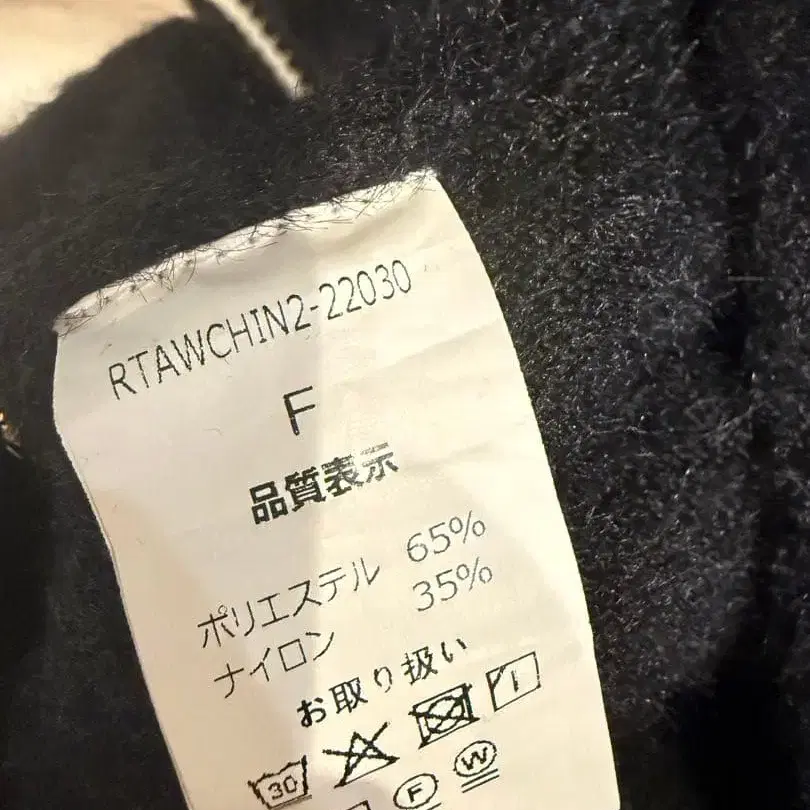 RTAWCHIN2-22030
F
品質表示
ポリエステル 65%
ナイロン 35%
お取り扱い
30
F W